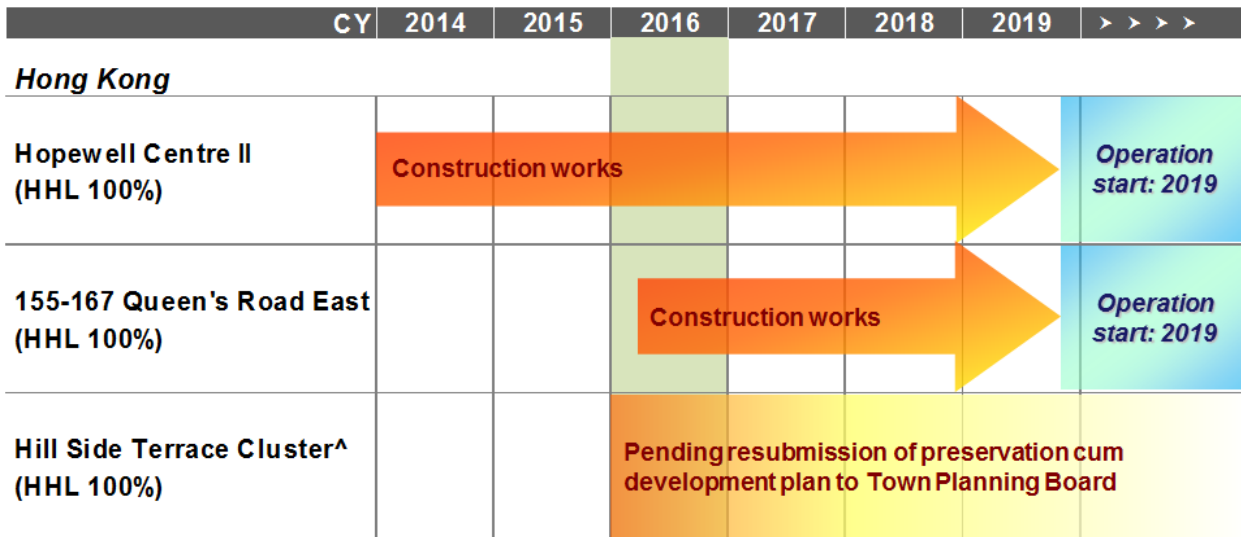 CY 2014 2015 2016 2017 2018 2019 ➤ ➤ ➤ ➤
Hong Kong
Hopewell Centre II
(HHL 100%)
Construction works
Operation
start: 2019
155-167 Queen's Road East
(HHL 100%)
Construction works
Operation
start: 2019
Hill Side Terrace Cluster^
(HHL 100%)
Pending resubmission of preservation cum
development plan to Town Planning Board